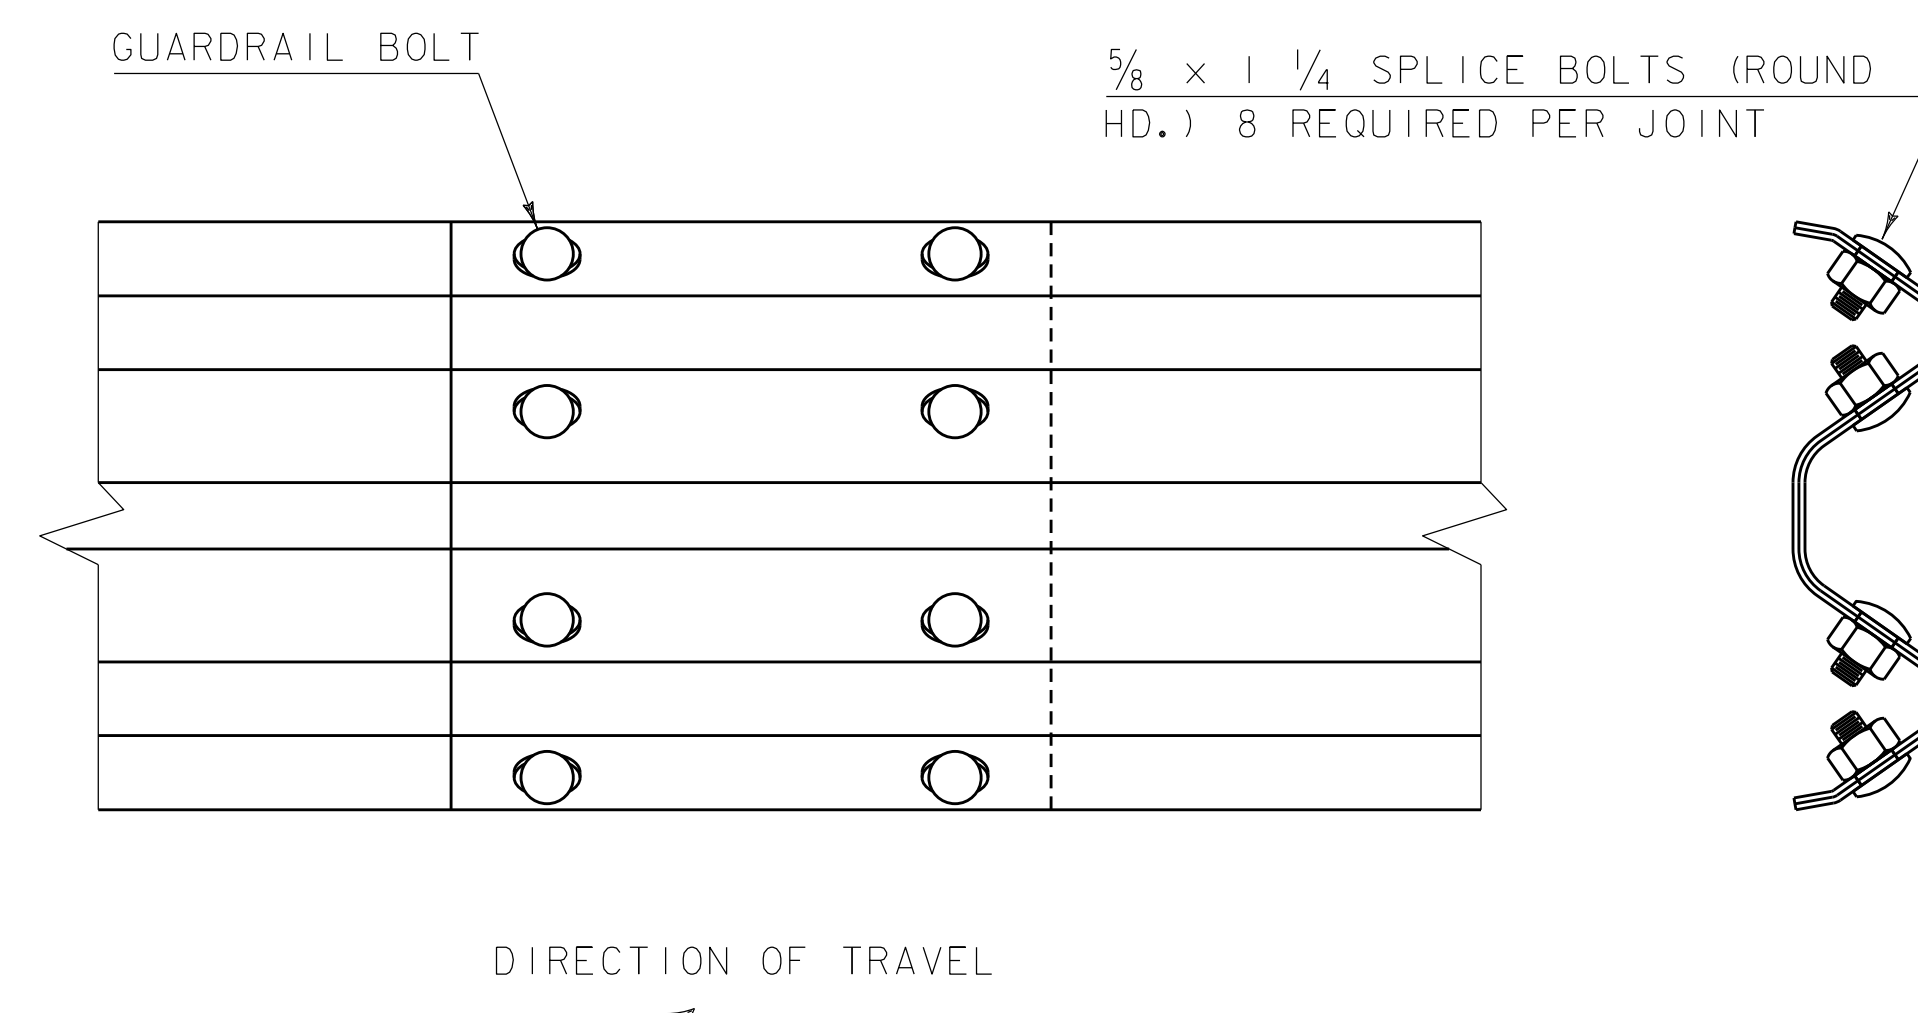 GUARDRAIL BOLT
5/8 x 1 1/4 SPLICE BOLTS (ROUND
HD.) 8 REQUIRED PER JOINT
DIRECTION OF TRAVEL